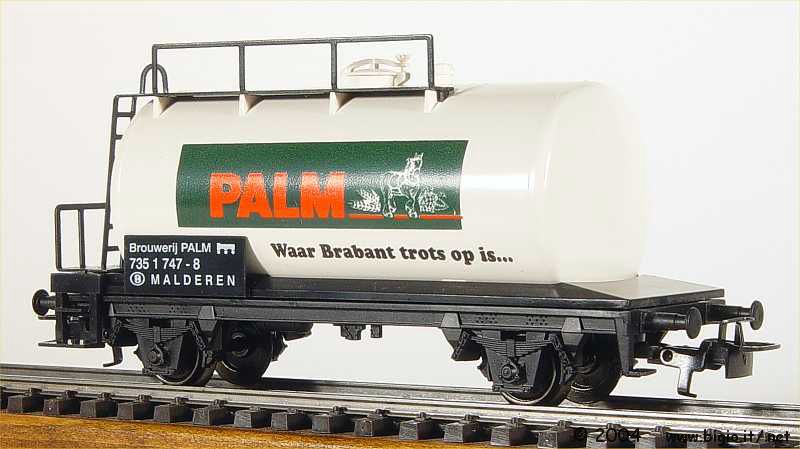 PALM
Waar Brabant trots op is...
Brouwerij PALM
735 1 747 - 8
B MALDEREN
© 2004 www.bigio.it/net